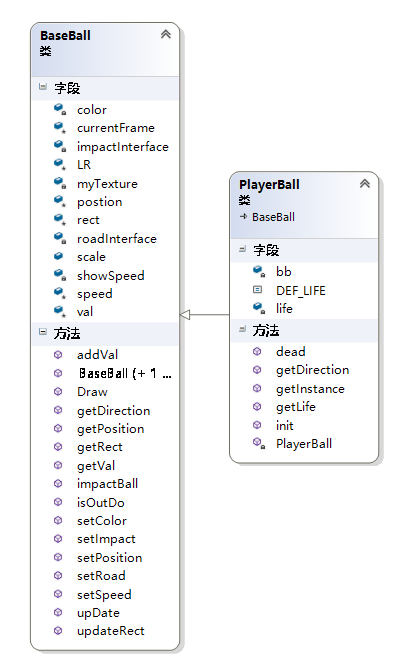 BaseBall
类
字段
color
currentFrame
impactInterface
LR
myTexture
postion
rect
roadInterface
scale
showSpeed
speed
val
方法
addVal
BaseBall (+ 1 ...
Draw
getDirection
getPosition
getRect
getVal
impactBall
isOutDo
setColor
setImpact
setPosition
setRoad
setSpeed
upDate
updateRect
PlayerBall
类
BaseBall
字段
bb
DEF_LIFE
life
方法
dead
getDirection
getInstance
getLife
init
PlayerBall